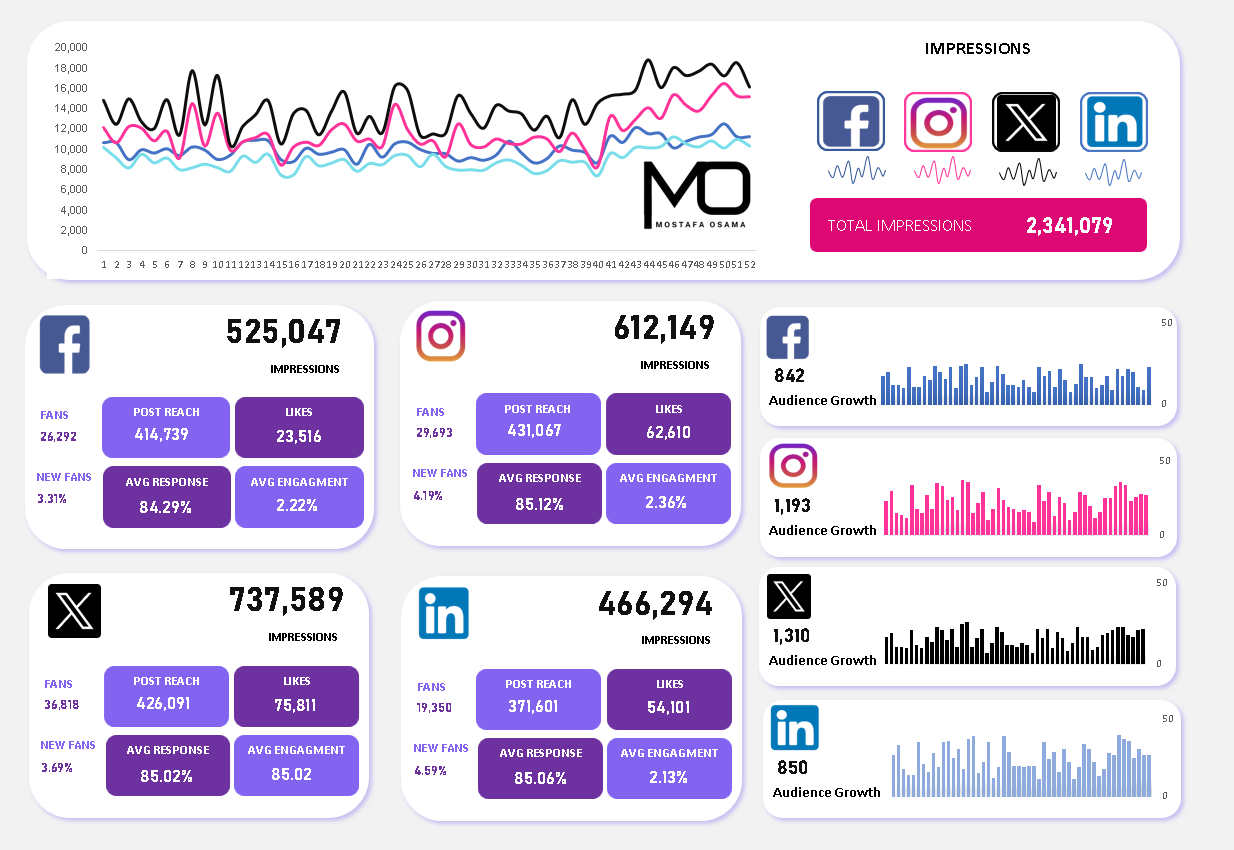 IMPRESSIONS
20,000
18,000
16,000
14,000
12,000
10,000
8,000
6,000
4,000
2,000
0
1 2 3 4 5 6 7 8 9 10 11 12 13 14 15 16 17 18 19 20 21 22 23 24 25 26 27 28 29 30 31 32 33 34 35 36 37 38 39 40 41 42 43 44 45 46 47 48 49 50 51 52
MO
MOSTAFA OSAMA
TOTAL IMPRESSIONS 2,341,079
525,047
IMPRESSIONS
FANS
26,292
POST REACH
414,739
LIKES
23,516
NEW FANS
3.31%
AVG RESPONSE
84.29%
AVG ENGAGMENT
2.22%
612,149
IMPRESSIONS
FANS
29,693
POST REACH
431,067
LIKES
62,610
NEW FANS
4.19%
AVG RESPONSE
85.12%
AVG ENGAGMENT
2.36%
842
Audience Growth
50
0
1,193
Audience Growth
50
0
737,589
IMPRESSIONS
FANS
36,818
POST REACH
426,091
LIKES
75,811
NEW FANS
3.69%
AVG RESPONSE
85.02%
AVG ENGAGMENT
85.02
in
466,294
IMPRESSIONS
FANS
19,350
POST REACH
371,601
LIKES
54,101
NEW FANS
4.59%
AVG RESPONSE
85.06%
AVG ENGAGMENT
2.13%
1,310
Audience Growth
50
0
in
850
Audience Growth
50
0